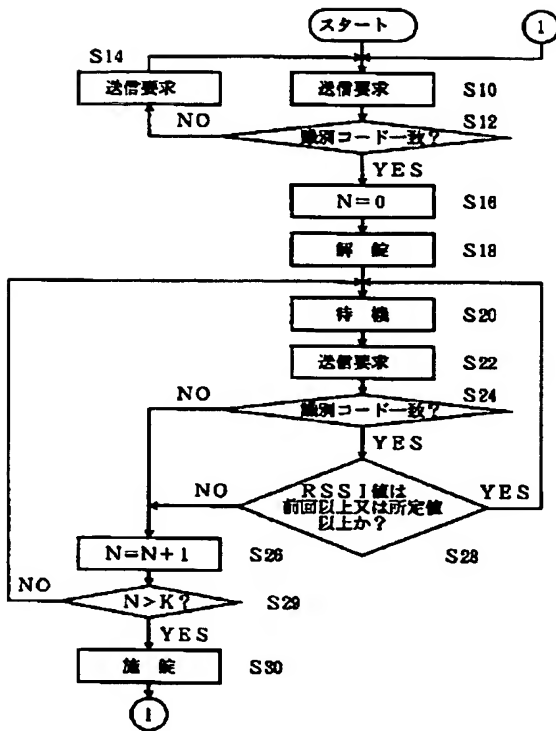 スタート
1
S14
送信要求
送信要求
S10
NO
S12
識別コード一致?
YES
N=0
S16
解錠
S18
待機
S20
送信要求
S22
NO
S24
識別コード一致?
YES
NO
RSSI値は
前回以上又は所定値
以上か?
YES
S28
N=N+1
S26
NO
N>K?
S29
YES
施錠
S30
1